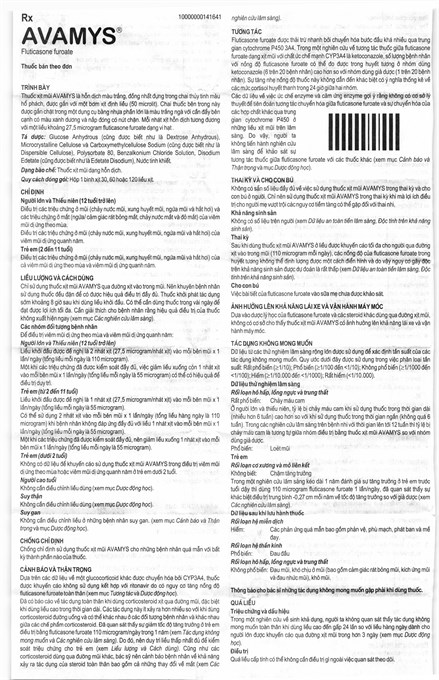 Rx
10000000141641
AVAMYS®
Fluticasone furoate
Thuốc bán theo đơn
TRÌNH BÀY
Thuốc xịt mũi AVAMYS là hỗn dịch màu trắng, đồng nhất đựng trong chai thủy tinh màu
hổ phách, được gắn với một bơm xịt định liều (50 microlit). Chai thuốc bên trong này
được gắn chặt trong một dụng cụ bằng nhựa phần lớn là màu trắng ngà với cần đẩy bên
cạnh có màu xanh dương và nắp đóng có nút chặn. Mỗi nhát xịt hỗn dịch tương đương
với một liều khoảng 27,5 microgram fluticasone furoate dạng vi hạt.
Tá dược: Glucose Anhydrous (cũng được biết như là Dextrose Anhydrous),
Microcrystalline Cellulose và Carboxymethylcellulose Sodium (cũng được biết như là
Dispersible Cellulose), Polysorbate 80, Benzalkonium Chloride Solution, Disodium
Edetate (cũng được biết như là Edetate Disodium), Nước tinh khiết.
Dạng bào chế: Thuốc xịt mũi dạng hỗn dịch.
Quy cách đóng gói: Hộp 1 bình xịt 30, 60 hoặc 120 liều xịt.
CHỈ ĐỊNH
Người lớn và Thiếu niên (12 tuổi trở lên)
Điều trị các triệu chứng ở mũi (chảy nước mũi, xung huyết mũi, ngứa mũi và hắt hơi) và
các triệu chứng ở mắt (ngứa/ cảm giác rát bỏng mắt, chảy nước mắt và đỏ mắt) của viêm
mũi dị ứng theo mùa.
Điều trị các triệu chứng ở mũi (chảy nước mũi, xung huyết mũi, ngứa mũi và hắt hơi) của
viêm mũi dị ứng quanh năm.
Trẻ em (2 đến 11 tuổi)
Điều trị các triệu chứng ở mũi (chảy nước mũi, xung huyết mũi, ngứa mũi và hắt hơi) của
cả viêm mũi dị ứng theo mùa và viêm mũi dị ứng quanh năm.
LIỀU LƯỢNG VÀ CÁCH DÙNG
Chỉ sử dụng thuốc xịt mũi AVAMYS qua đường xịt vào trong mũi. Nên khuyên bệnh nhân
sử dụng thuốc đều đặn để có được hiệu quả điều trị đầy đủ. Thuốc khởi phát tác dụng
sớm khoảng 8 giờ sau khi dùng liều khởi đầu. Có thể cần dùng thuốc trong vài ngày để
đạt được lợi ích tối đa. Cần giải thích cho bệnh nhân rằng hiệu quả điều trị của thuốc
không xuất hiện ngay (xem mục Các nghiên cứu lâm sàng).
Các nhóm đối tượng bệnh nhân
Để điều trị viêm mũi dị ứng theo mùa và viêm mũi dị ứng quanh năm:
Người lớn và Thiếu niên (12 tuổi trở lên)
Liều khởi đầu được đề nghị là 2 nhát xịt (27,5 microgram/nhát xịt) vào mỗi bên mũi x 1
lần/ngày (tổng liều mỗi ngày là 110 microgram).
Một khi các triệu chứng đã được kiểm soát đầy đủ, việc giảm liều xuống còn 1 nhát xịt
vào mỗi bên mũi x 1 lần/ngày (tổng liều mỗi ngày là 55 microgram) có thể có hiệu quả để
điều trị duy trì.
Trẻ em (từ 2 đến 11 tuổi)
Liều khởi đầu được đề nghị là 1 nhát xịt (27,5 microgram/nhát xịt) vào mỗi bên mũi x 1
lần/ngày (tổng liều mỗi ngày là 55 microgram).
Có thể sử dụng 2 nhát xịt vào mỗi bên mũi x 1 lần/ngày (tổng liều hàng ngày là 110
microgram) khi bệnh nhân không đáp ứng đầy đủ với liều 1 nhát xịt vào mỗi bên mũi x 1
lần/ngày (tổng liều mỗi ngày là 55 microgram).
Một khi các triệu chứng đã được kiểm soát đầy đủ, nên giảm liều xuống 1 nhát xịt vào mỗi
bên mũi x 1 lần/ngày (tổng liều mỗi ngày là 55 microgram).
Trẻ em (dưới 2 tuổi)
Không có dữ liệu để khuyến cáo sử dụng thuốc xịt mũi AVAMYS trong điều trị viêm mũi
dị ứng theo mùa hoặc viêm mũi dị ứng quanh năm ở trẻ em dưới 2 tuổi.
Người cao tuổi
Không cần điều chỉnh liều dùng (xem mục Dược động học).
Suy thận
Không cần điều chỉnh liều dùng (xem mục Dược động học).
Suy gan
Không cần điều chỉnh liều ở những bệnh nhân suy gan. (xem mục Cảnh báo và Thận
trọng và Dược động học).
CHỐNG CHỈ ĐỊNH
Chống chỉ định sử dụng thuốc xịt mũi AVAMYS cho những bệnh nhân quá mẫn với bất
kỳ thành phần nào của thuốc.
CẢNH BÁO VÀ THẬN TRỌNG
Dựa trên các dữ liệu về một glucocorticoid khác được chuyển hóa bởi CYP3A4, thuốc
được khuyến cáo không sử dụng kết hợp với ritonavir do có nguy cơ tăng nồng độ
fluticasone furoate toàn thân (xem mục Tương tác và Dược động học).
Đã có báo cáo về tác dụng toàn thân khi dùng corticosteroid xịt qua đường mũi, đặc biệt
khi dùng liều cao trong thời gian dài. Các tác dụng này ít xảy ra hơn nhiều so với khi dùng
corticosteroid đường uống và có thể khác nhau ở các đối tượng bệnh nhân và khác nhau
giữa các chế phẩm corticosteroid. Đã quan sát thấy sự giảm tốc độ tăng trưởng ở trẻ em
điều trị bằng fluticasone furoate 110 microgram/ngày trong 1 năm (xem Tác dụng không
mong muốn và Các nghiên cứu lâm sàng). Do đó, nên duy trì liều thấp nhất đủ để kiểm
soát triệu chứng cho trẻ em (xem Liều lượng và Cách dùng). Cũng như các
corticosteroid dùng qua đường mũi khác, bác sỹ nên cảnh báo bệnh nhân về khả năng
xảy ra tác dụng của steroid toàn thân bao gồm cả những thay đổi về mắt (xem Các
nghiên cứu lâm sàng).
TƯƠNG TÁC
Fluticasone furoate được thải trừ nhanh bởi chuyển hóa bước đầu khá nhiều qua trung
gian cytochrome P450 3A4. Trong một nghiên cứu về tương tác thuốc giữa fluticasone
furoate dạng xịt mũi với chất ức chế mạnh CYP3A4 là ketoconazole, số lượng bệnh nhân
với nồng độ fluticasone furoate có thể đo được trong huyết tương ở nhóm dùng
ketoconazole (6 trên 20 bệnh nhân) cao hơn so với nhóm dùng giả dược (1 trên 20 bệnh
nhân). Sự tăng nhẹ nồng độ thuốc này không dẫn đến khác biệt có ý nghĩa thống kê về
các mức cortisol huyết thanh trong 24 giờ giữa hai nhóm.
Các dữ liệu về việc ức chế enzyme và cảm ứng enzyme gợi ý rằng không có cơ sở lý
thuyết để tiên đoán tương tác chuyển hóa giữa fluticasone furoate và sự chuyển hóa của
các hợp chất khác qua trung
gian cytochrome P450 ở
những liều xịt mũi trên lâm
sàng. Do vậy, người ta
không tiến hành nghiên cứu
lâm sàng để khảo sát sự
tương tác thuốc giữa fluticasone furoate với các thuốc khác (xem mục Cảnh báo và
Thận trọng và mục Dược động học).
THAI KỲ VÀ CHO CON BÚ
Không có sẵn số liệu đầy đủ về việc sử dụng thuốc xịt mũi AVAMYS trong thai kỳ và cho
con bú ở người. Chỉ nên sử dụng thuốc xịt mũi AVAMYS trong thai kỳ khi mà lợi ích điều trị
cho người mẹ vượt trội các nguy cơ tiềm tàng có thể gặp đối với thai nhi.
Khả năng sinh sản
Không có số liệu trên người (xem Dữ liệu an toàn tiền lâm sàng, Độc tính trên khả năng
sinh sản).
Thai kỳ
Sau khi dùng thuốc xịt mũi AVAMYS ở liều được khuyến cáo tối đa cho người qua đường
xịt vào trong mũi (110 microgram mỗi ngày), các nồng độ của fluticasone furoate trong
huyết tương không thể định lượng được một cách điển hình và do vậy nguy cơ gây độc
trên khả năng sinh sản được dự đoán là rất thấp (xem Dữ liệu an toàn tiền lâm sàng, Độc
tính trên khả năng sinh sản).
Cho con bú
Việc bài tiết của fluticasone furoate vào sữa mẹ chưa được khảo sát.
ẢNH HƯỞNG LÊN KHẢ NĂNG LÁI XE VÀ VẬN HÀNH MÁY MÓC
Dựa vào dược lý học của fluticasone furoate và các steroid khác dùng qua đường xịt mũi,
không có cơ sở cho thấy thuốc xịt mũi AVAMYS có ảnh hưởng lên khả năng lái xe và vận
hành máy móc.
TÁC DỤNG KHÔNG MONG MUỐN
Dữ liệu từ các thử nghiệm lâm sàng rộng lớn được sử dụng để xác định tần suất của các
tác dụng không mong muốn. Quy ước dưới đây được sử dụng trong việc phân loại tần
suất: Rất phổ biến (≥1/10); Phổ biến (≥1/100 đến <1/10); Không phổ biến (≥1/1000 đến
<1/100); Hiếm (≥1/10.000 đến <1/1000); Rất hiếm (<1/10.000).
Dữ liệu thử nghiệm lâm sàng
Rối loạn hô hấp, lồng ngực và trung thất
Rất phổ biến: Chảy máu cam
Ở người lớn và thiếu niên, tỷ lệ bị chảy máu cam khi sử dụng thuốc trong thời gian dài
(nhiều hơn 6 tuần) cao hơn so với khi sử dụng thuốc trong thời gian ngắn (không quá 6
tuần). Trong các nghiên cứu lâm sàng trên bệnh nhi với thời gian lên tới 12 tuần thì tỷ lệ bị
chảy máu cam là tương tự giữa nhóm điều trị bằng thuốc xịt mũi AVAMYS so với nhóm
dùng giả dược.
Phổ biến: Loét mũi
Trẻ em
Rối loạn cơ xương và mô liên kết
Không biết: Chậm tăng trưởng
Trong một nghiên cứu lâm sàng kéo dài 1 năm đánh giá sự tăng trưởng ở trẻ em trước
tuổi dậy thì dùng 110 microgram fluticasone furoate 1 lần/ngày, đã quan sát thấy sự
khác biệt điều trị trung bình -0,27 cm mỗi năm về tốc độ tăng trưởng so với giả dược (xem
Các nghiên cứu lâm sàng).
Dữ liệu sau khi lưu hành thuốc
Rối loạn hệ miễn dịch
Hiếm: Các phản ứng quá mẫn bao gồm phản vệ, phù mạch, phát ban và mề
đay.
Rối loạn hệ thần kinh
Phổ biến: Đau đầu
Rối loạn hô hấp, lồng ngực và trung thất
Không phổ biến: Đau mũi, khó chịu ở mũi (bao gồm cảm giác rát bỏng mũi, kích ứng mũi
và đau nhức mũi), khô mũi.
Thông báo cho bác sĩ những tác dụng không mong muốn gặp phải khi dùng thuốc.
QUÁ LIỀU
Triệu chứng và dấu hiệu
Trong một nghiên cứu về sinh khả dụng, người ta không quan sát thấy tác dụng không
mong muốn trên toàn thân khi dùng liều cao đến gấp 24 lần so với liều hàng ngày dành cho
người lớn được khuyến cáo qua đường xịt mũi trong hơn 3 ngày (xem mục Dược động
học).
Điều trị
Quá liều cấp tính có thể không cần điều trị gì ngoài việc quan sát theo dõi.